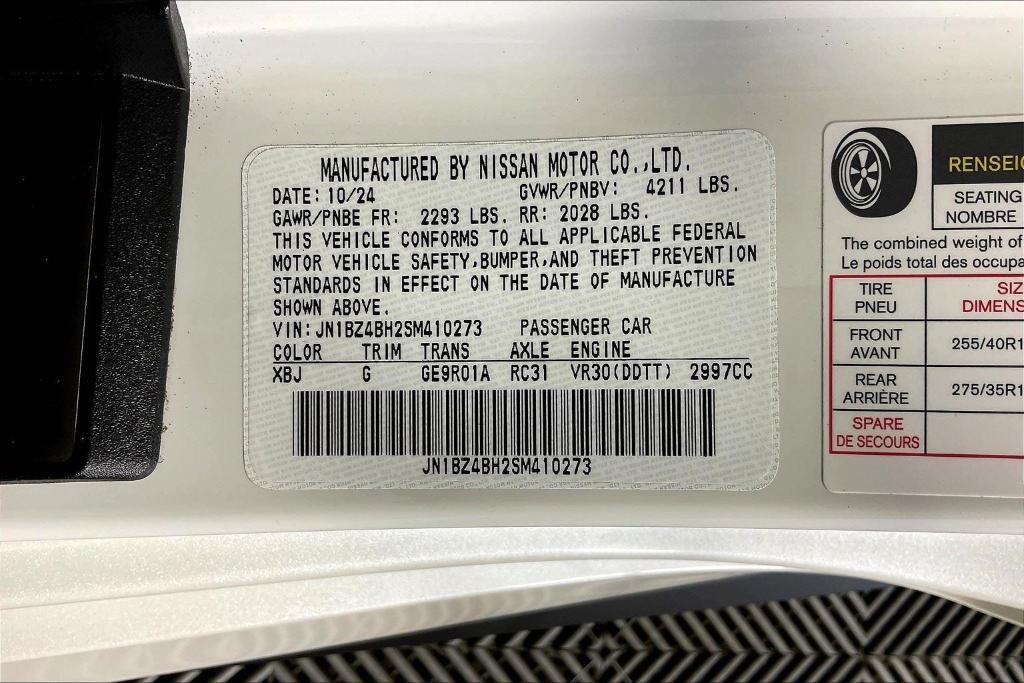 MANUFACTURED BY NISSAN MOTOR CO.,LTD.
DATE: 10/24 GVWR/PNBV: 4211 LBS.
GAWR/PNBE FR: 2293 LBS. RR: 2028 LBS.
THIS VEHICLE CONFORMS TO ALL APPLICABLE FEDERAL
MOTOR VEHICLE SAFETY,BUMPER,AND THEFT PREVENTION
STANDARDS IN EFFECT ON THE DATE OF MANUFACTURE
SHOWN ABOVE.
VIN:JN1BZ4BH2SM410273 PASSENGER CAR
COLOR TRIM TRANS AXLE ENGINE
XBJ G GE9R01A RC31 VR30(DDTT) 2997CC
JN1BZ4BH2SM410273
RENSEIG
SEATING
NOMBRE
The combined weight of
Le poids total des occupa
TIRE SIZ
PNEU DIMENS
FRONT
AVANT 255/40R1
REAR
ARRIÈRE 275/35R1
SPARE
DE SECOURS